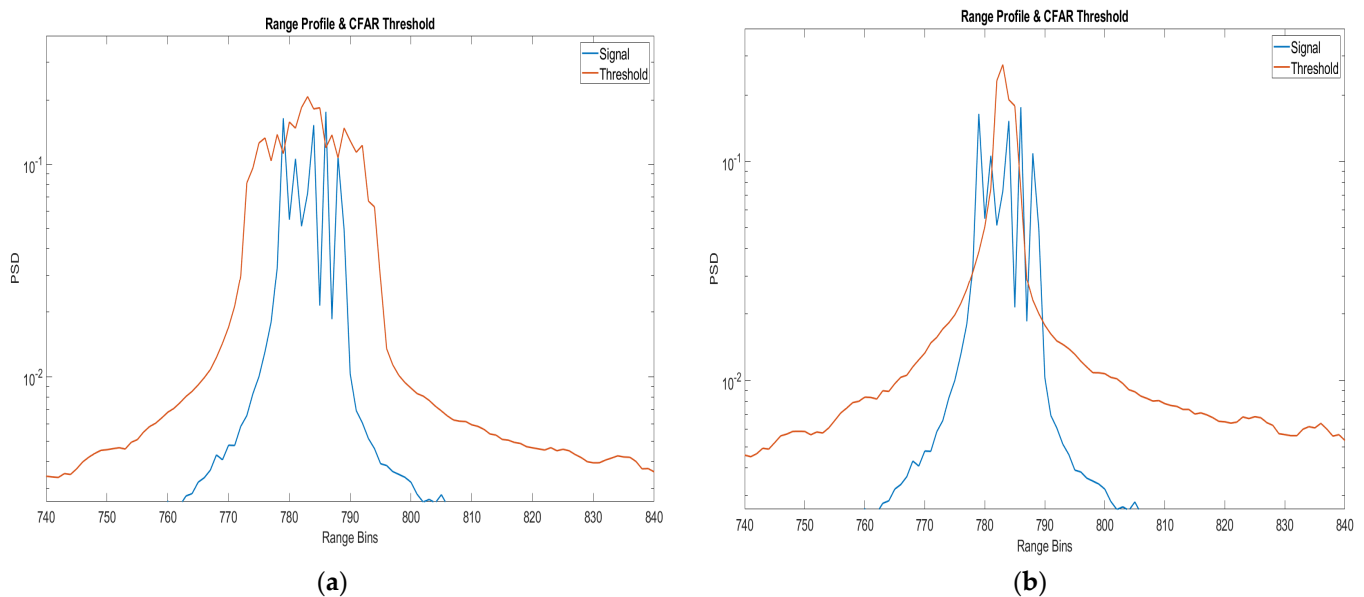 Range Profile & CFAR Threshold
Signal
Threshold
10-1
10-2
PSD
740 750 760 770 780 790 800 810 820 830 840
Range Bins
(a)
Range Profile & CFAR Threshold
Signal
Threshold
10-1
10-2
PSD
740 750 760 770 780 790 800 810 820 830 840
Range Bins
(b)